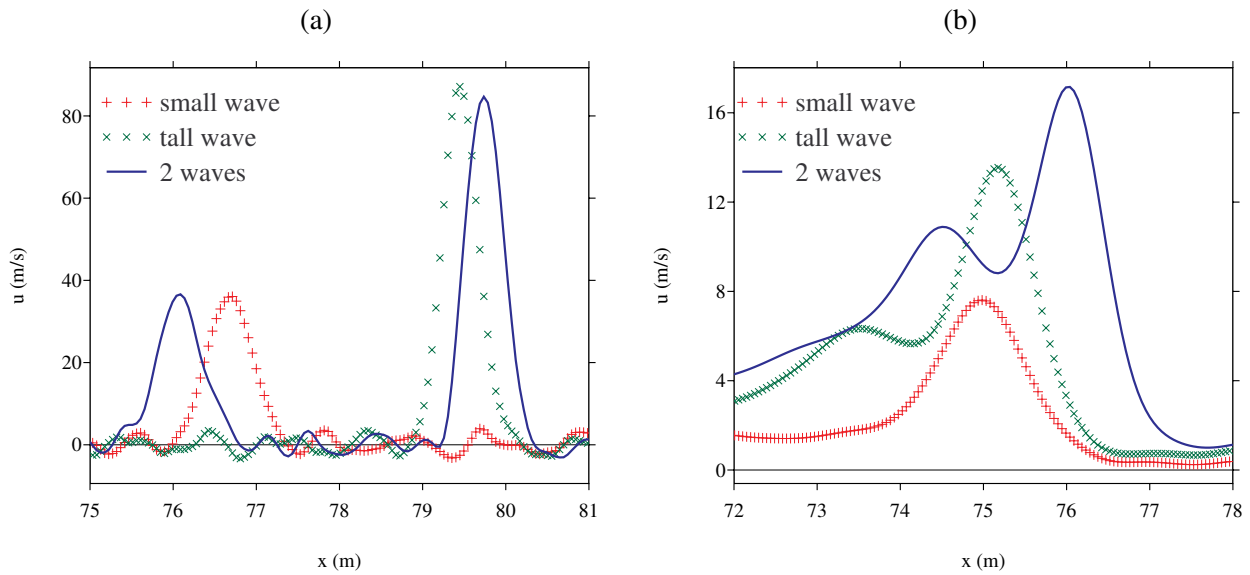 (a)
small wave
tall wave
2 waves
80
60
40
20
0
u (m/s)
75 76 77 78 79 80 81
x (m)
(b)
small wave
tall wave
2 waves
16
12
8
4
0
u (m/s)
72 73 74 75 76 77 78
x (m)